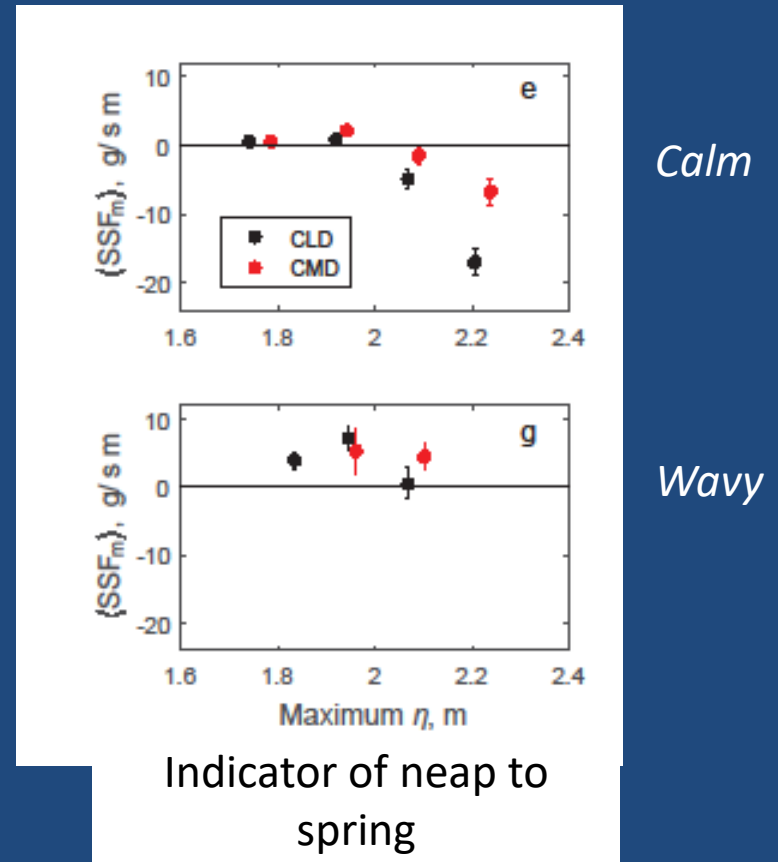 10
0
-10
-20
⟨SSFₘ⟩, g/ s m
e
CLD
CMD
1.6 1.8 2 2.2 2.4
Calm
10
0
-10
-20
⟨SSFₘ⟩, g/ s m
g
1.6 1.8 2 2.2 2.4
Maximum η, m
Wavy
Indicator of neap to
spring